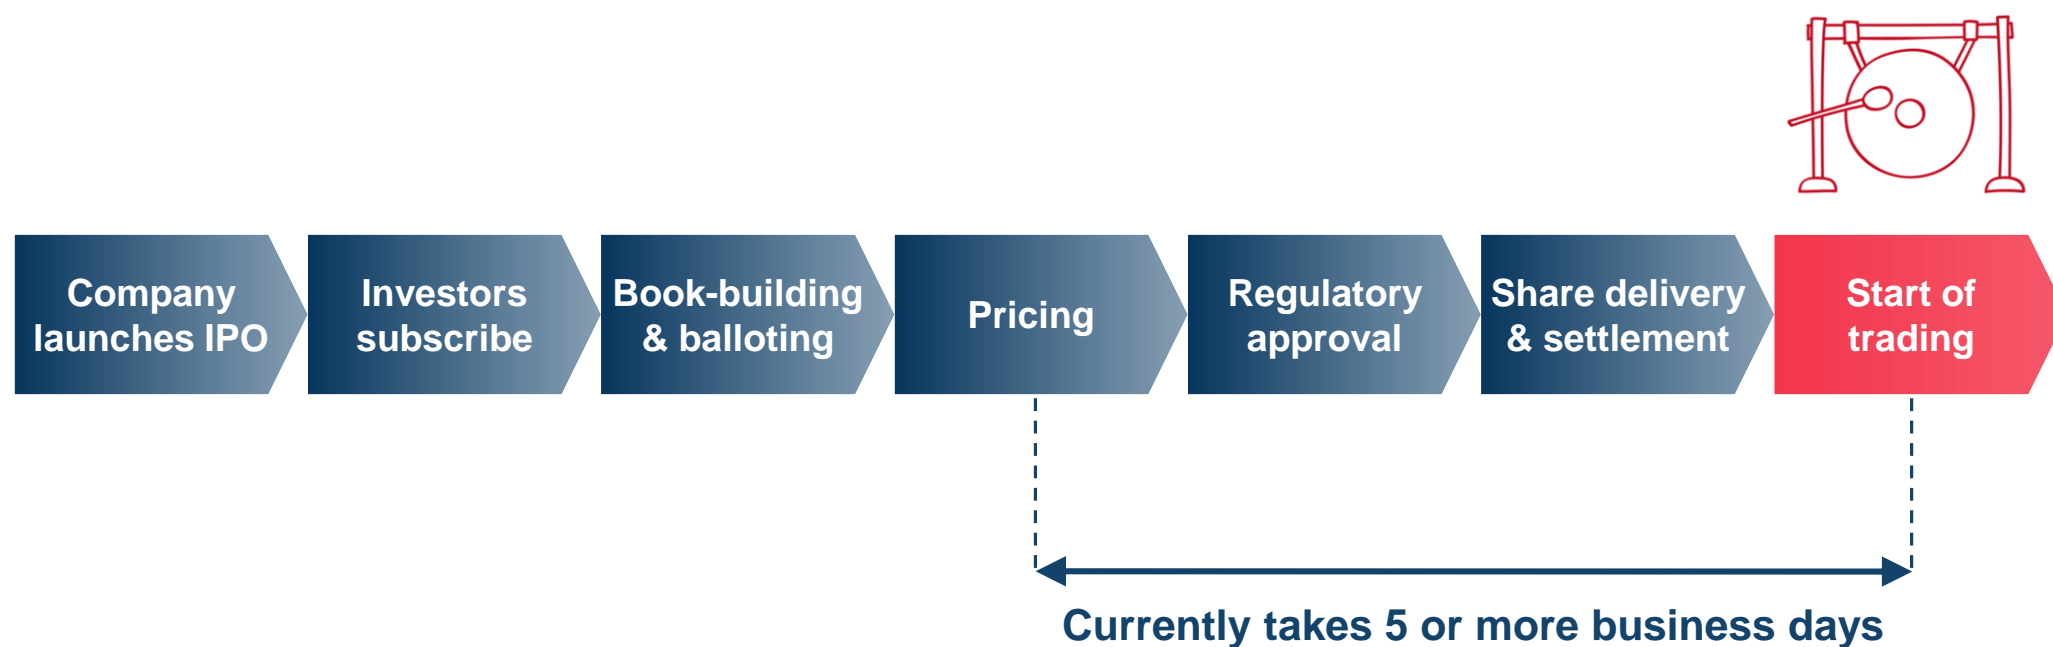 Company
launches IPO
Investors
subscribe
Book-building
& balloting
Pricing
Regulatory
approval
Share delivery
& settlement
Start of
trading
Currently takes 5 or more business days